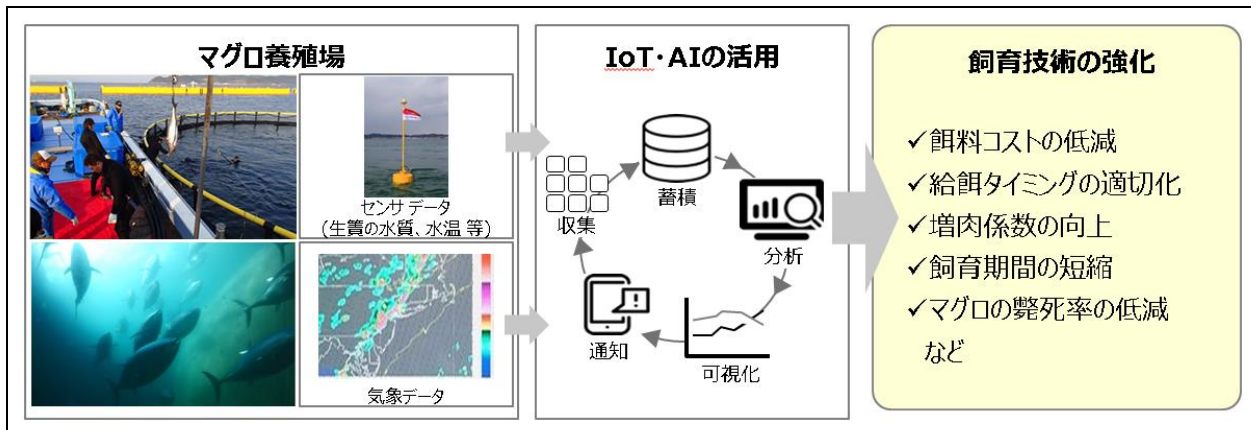 マグロ養殖場
センサ データ
(生簀の水質、水温 等)
気象データ
IoT・AIの活用
収集
蓄積
分析
可視化
通知
飼育技術の強化
✓餌料コストの低減
✓給餌タイミングの適切化
✓増肉係数の向上
✓飼育期間の短縮
✓マグロの斃死率の低減
など